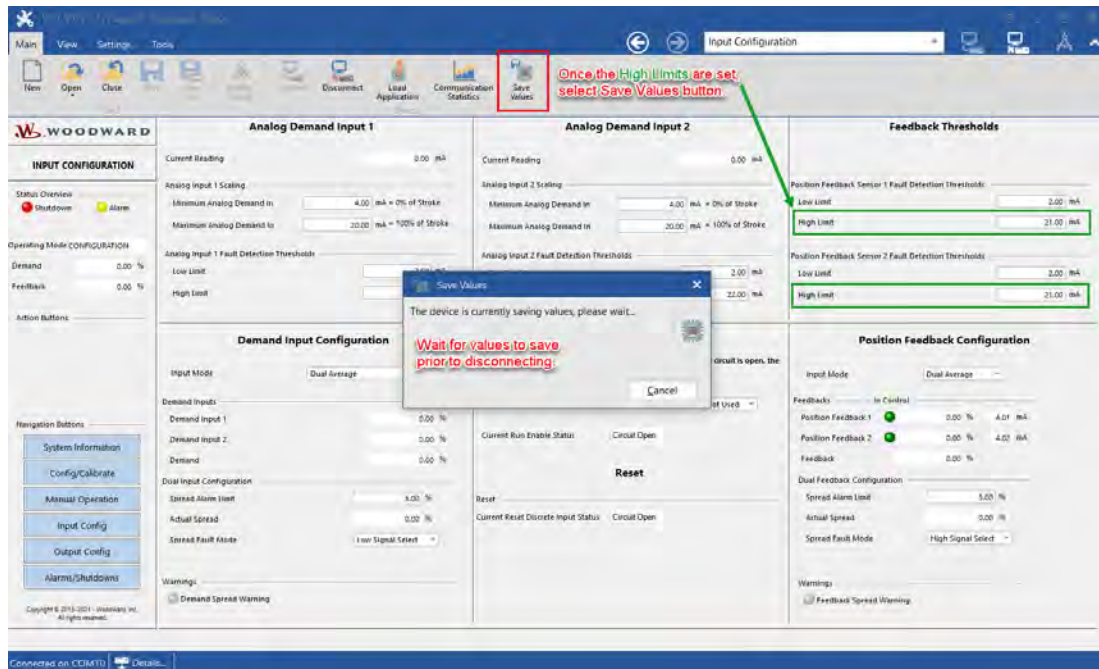 Main View Settings Tools
Input Configuration
New Open Close Disconnect Load Application Communication Statistics Save Values
Once the High Limits are set
select Save Values button
WOODWARD
INPUT CONFIGURATION
Status Overview
Shutdown Alarm
Operating Mode CONFIGURATION
Demand 0.00 %
Feedback 0.00 %
Action Buttons
Navigation Buttons
System Information
Config/Calibrate
Manual Operation
Input Config
Output Config
Alarms/Shutdowns
Copyright © 2013-2021 - Woodward, Inc.
All rights reserved.
Analog Demand Input 1
Current Reading 0.00 mA
Analog Input 1 Scaling
Minimum Analog Demand In 4.00 mA = 0% of Stroke
Maximum Analog Demand In 20.00 mA = 100% of Stroke
Analog Input 1 Fault Detection Thresholds
Low Limit
High Limit
Analog Demand Input 2
Current Reading 0.00 mA
Analog Input 2 Scaling
Minimum Analog Demand In 4.00 mA = 0% of Stroke
Maximum Analog Demand In 20.00 mA = 100% of Stroke
Analog Input 2 Fault Detection Thresholds
2.00 mA
22.00 mA
Feedback Thresholds
Position Feedback Sensor 1 Fault Detection Thresholds
Low Limit 2.00 mA
High Limit 21.00 mA
Position Feedback Sensor 2 Fault Detection Thresholds
Low Limit 2.00 mA
High Limit 21.00 mA
Save Values
The device is currently saving values, please wait...
Wait for values to save
prior to disconnecting
Cancel
Demand Input Configuration
Input Mode Dual Average
Demand Inputs
Demand Input 1 0.00 %
Demand Input 2 0.00 %
Demand 0.00 %
Dual Input Configuration
Spread Alarm Limit 5.00 %
Actual Spread 0.00 %
Spread Fault Mode Low Signal Select
Warnings
Demand Spread Warning
circuit is open, the
of Used
Current Run Enable Status Circuit Open
Reset
Reset
Current Reset Discrete Input Status Circuit Open
Position Feedback Configuration
Input Mode Dual Average
Feedbacks In Control
Position Feedback 1 0.00 % 4.01 mA
Position Feedback 2 0.00 % 4.02 mA
Feedback 0.00 %
Dual Feedback Configuration
Spread Alarm Limit 5.00 %
Actual Spread 0.00 %
Spread Fault Mode High Signal Select
Warnings
Feedback Spread Warning
Connected on COM10 Details...